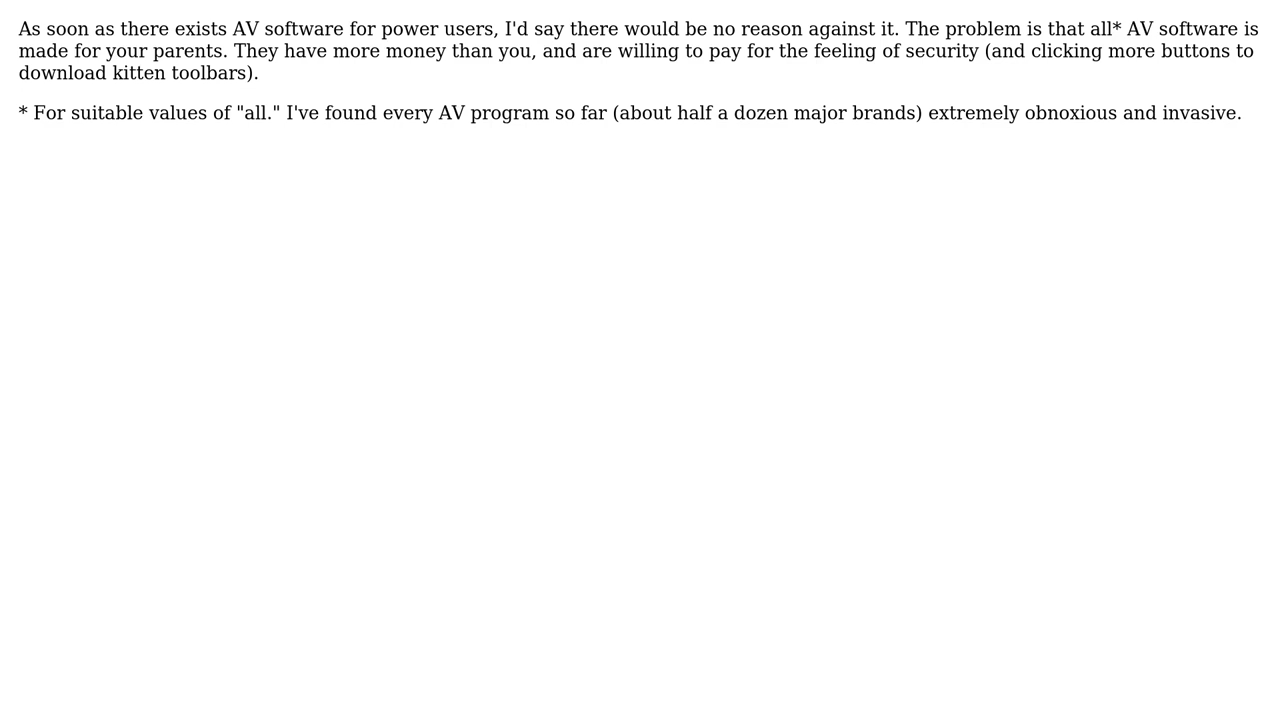 As soon as there exists AV software for power users, I'd say there would be no reason against it. The problem is that all* AV software is
made for your parents. They have more money than you, and are willing to pay for the feeling of security (and clicking more buttons to
download kitten toolbars).
* For suitable values of "all." I've found every AV program so far (about half a dozen major brands) extremely obnoxious and invasive.